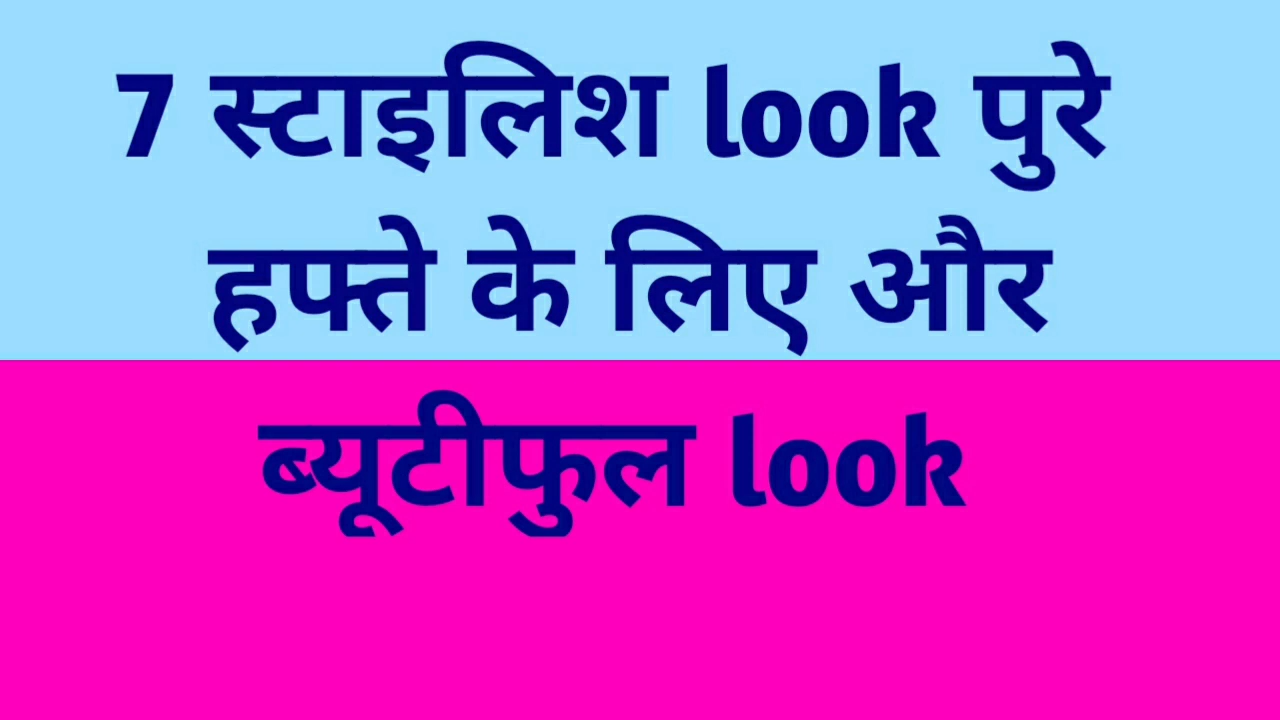 7 स्टाइलिश look पुरे
हफ्ते के लिए और
ब्यूटीफुल look